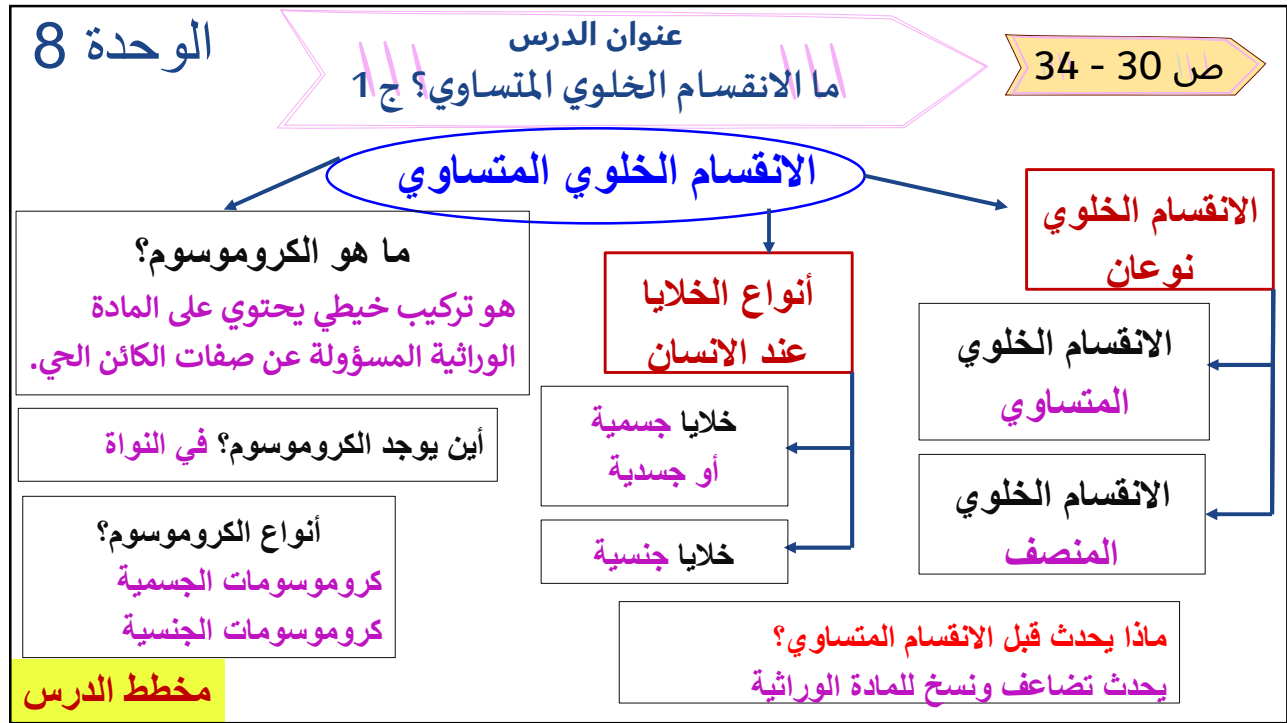 ص 30 - 34
عنوان الدرس
ما الانقسام الخلوي المتساوي؟ ج 1
الوحدة 8
الانقسام الخلوي المتساوي
الانقسام الخلوي
نوعان
الانقسام الخلوي
المتساوي
الانقسام الخلوي
المنصف
أنواع الخلايا
عند الانسان
خلايا جسمية
أو جسدية
خلايا جنسية
ما هو الكروموسوم؟
هو تركيب خيطي يحتوي على المادة
الوراثية المسؤولة عن صفات الكائن الحي.
أين يوجد الكروموسوم؟ في النواة
أنواع الكروموسوم؟
كروموسومات الجسمية
كروموسومات الجنسية
ماذا يحدث قبل الانقسام المتساوي؟
يحدث تضاعف ونسخ للمادة الوراثية
مخطط الدرس